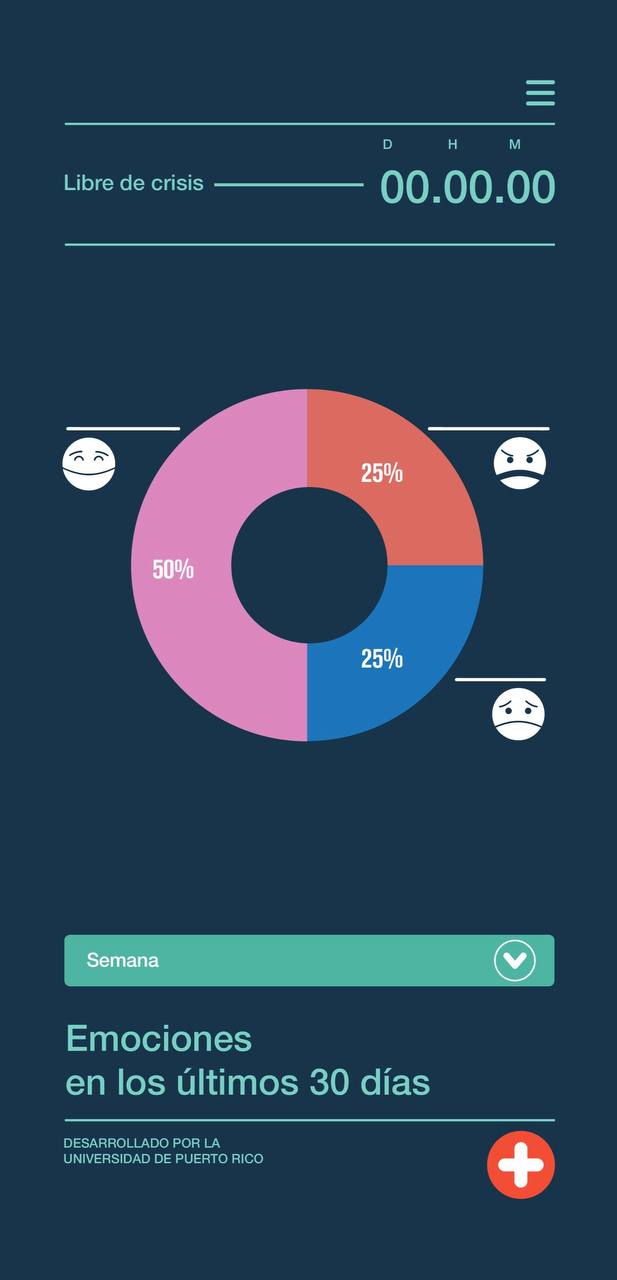 D H M
Libre de crisis 00.00.00
25%
50%
25%
Semana
Emociones
en los últimos 30 días
DESARROLLADO POR LA
UNIVERSIDAD DE PUERTO RICO